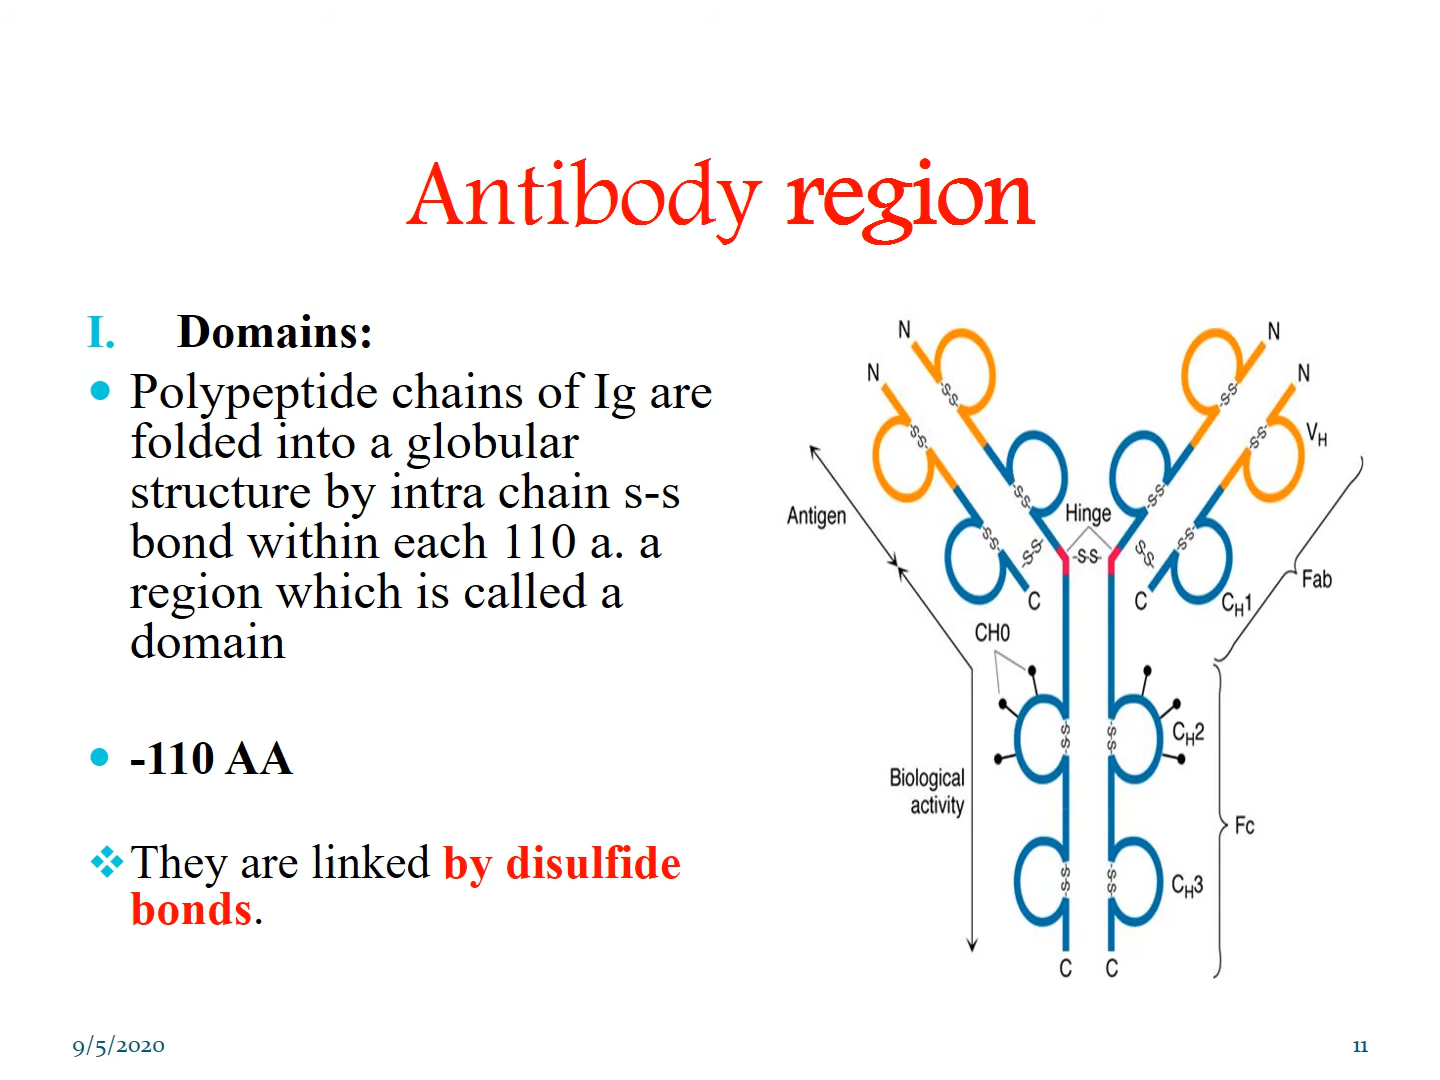 Antibody region
I. Domains:
Polypeptide chains of Ig are
folded into a globular
structure by intra chain s-s
bond within each 110 a. a
region which is called a
domain
-110 AA
They are linked by disulfide
bonds.
N
N
N
N
VH
-S-S-
-S-S-
-S-S-
-S-S-
Antigen
Hinge
-S-S-
-S-S-
-S-S-
-S-S-
-S-S-
-S-S-
-S-S-
Fab
C
C
CH1
CH0
CH2
-S-S-
-S-S-
Biological
activity
Fc
CH3
-S-S-
-S-S-
C
C
9/5/2020
11